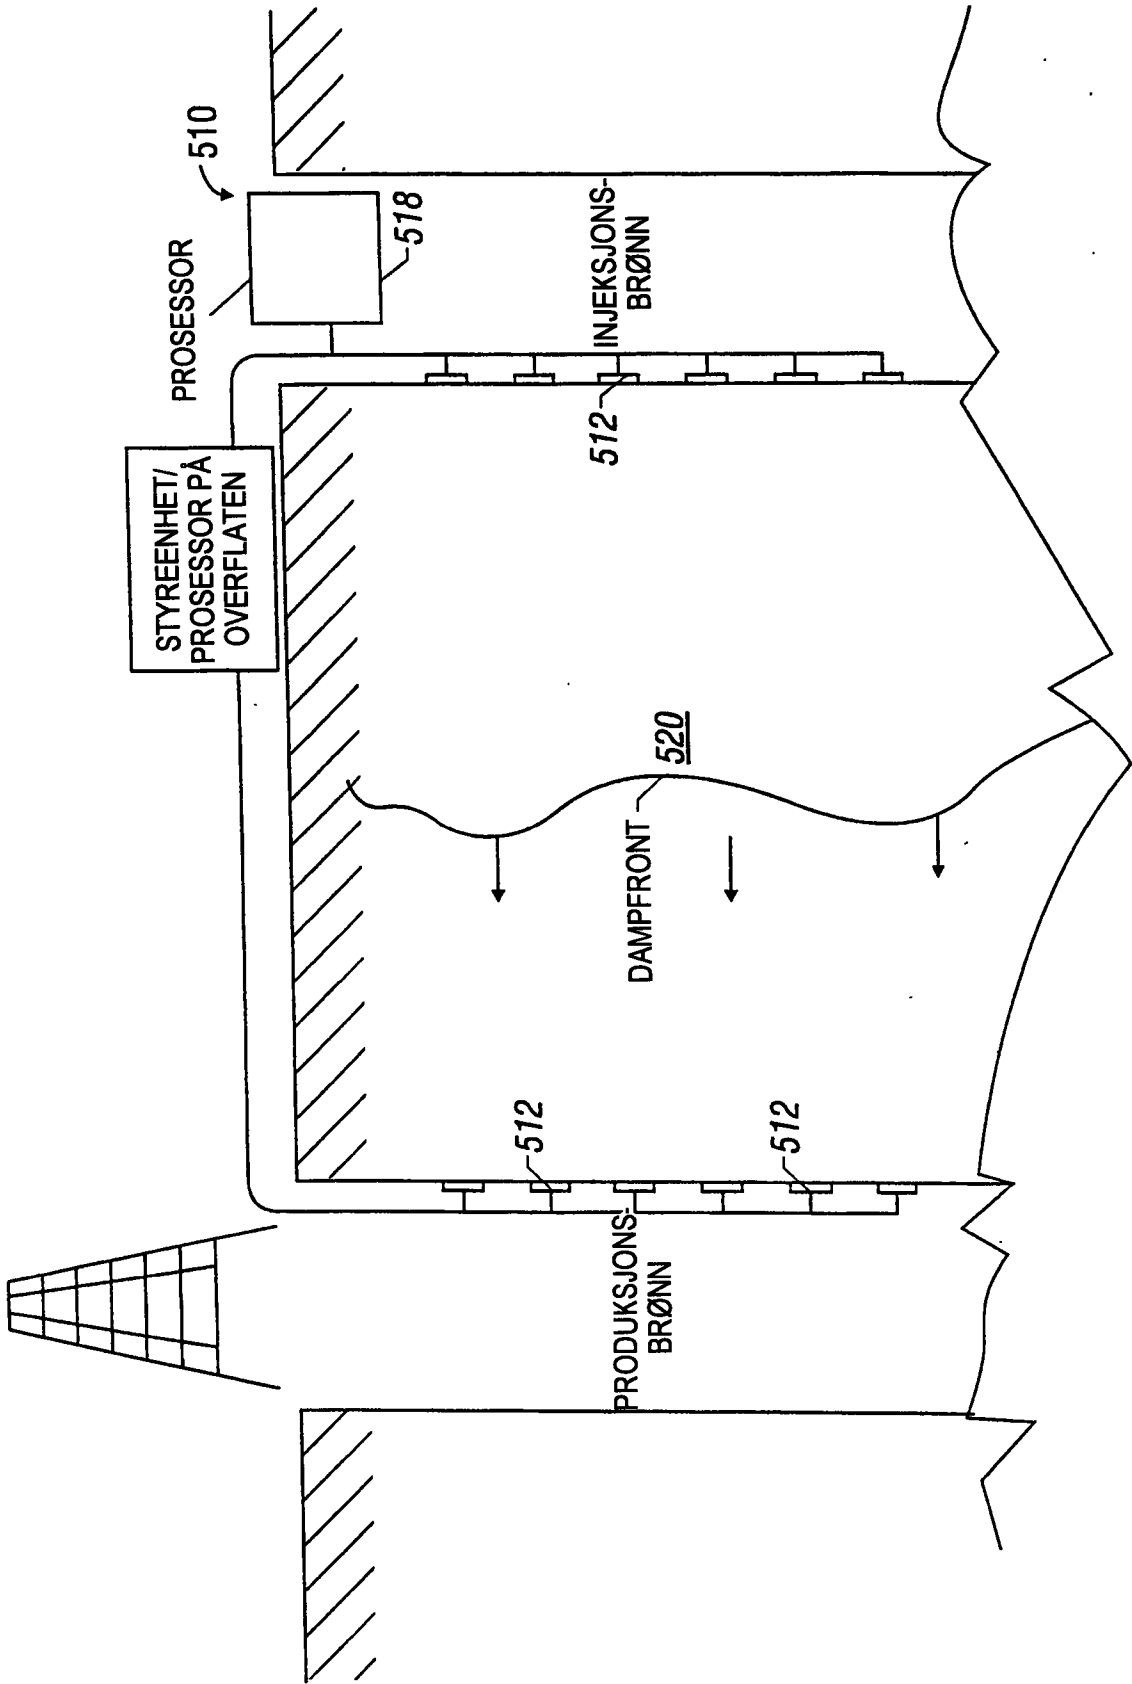 STYREENHET/
PROSESSOR PÅ
OVERFLATEN
PROSESSOR
510
518
PRODUKSJONS-
BRØNN
512
512
DAMPFRONT
520
512
INJEKSJONS-
BRØNN